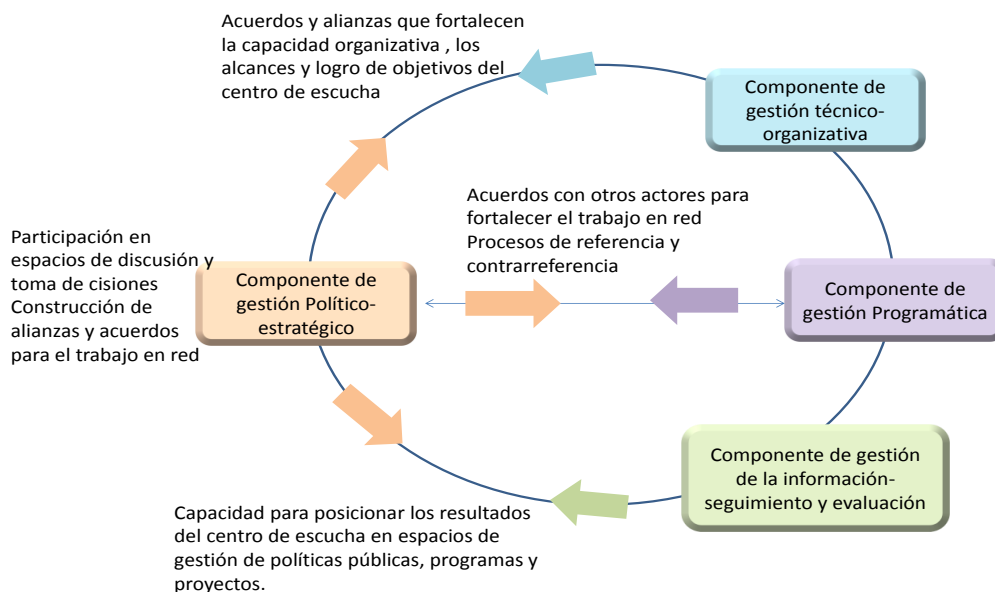 Acuerdos y alianzas que fortalecen
la capacidad organizativa , los
alcances y logro de objetivos del
centro de escucha
Componente de
gestión técnico-
organizativa
Acuerdos con otros actores para
fortalecer el trabajo en red
Procesos de referencia y
contrarreferencia
Participación en
espacios de discusión y
toma de cisiones
Construcción de
alianzas y acuerdos
para el trabajo en red
Componente de
gestión Político-
estratégico
Componente de
gestión Programática
Componente de gestión
de la información-
seguimiento y evaluación
Capacidad para posicionar los resultados
del centro de escucha en espacios de
gestión de políticas públicas, programas y
proyectos.